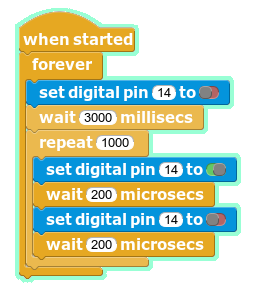 when started
forever
set digital pin 14 to
wait 3000 millisecs
repeat 1000
set digital pin 14 to
wait 200 microsecs
set digital pin 14 to
wait 200 microsecs